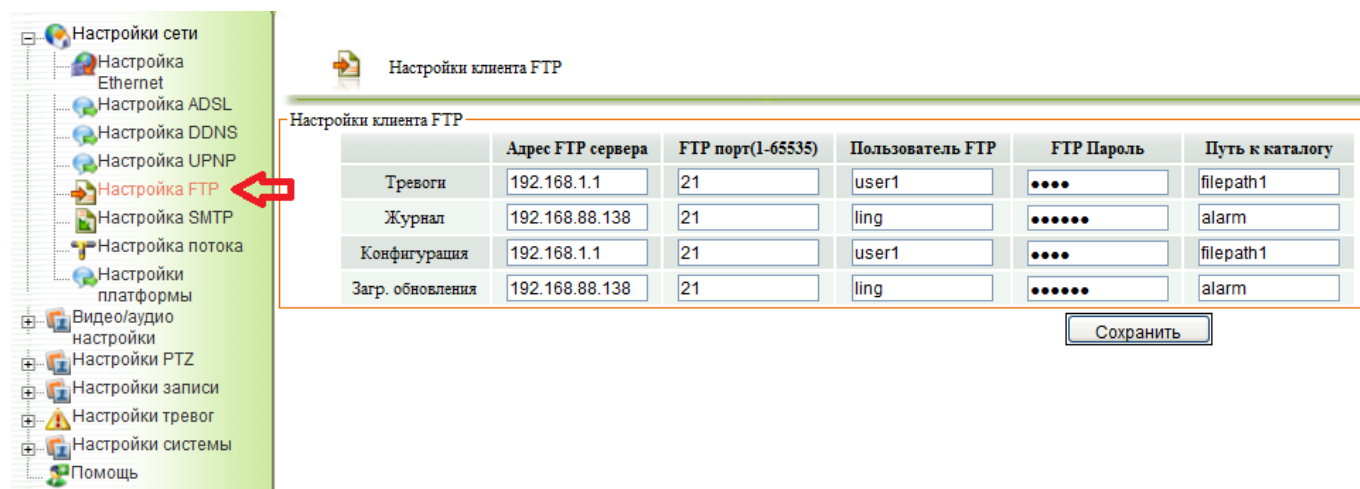 Настройки сети
Настройка
Ethernet
Настройка ADSL
Настройка DDNS
Настройка UPNP
Настройка FTP
Настройка SMTP
Настройка потока
Настройки
платформы
Видео/аудио
настройки
Настройки PTZ
Настройки записи
Настройки тревог
Настройки системы
Помощь
Настройки клиента FTP
Настройки клиента FTP
Адрес FTP сервера FTP порт(1-65535) Пользователь FTP FTP Пароль Путь к каталогу
Тревоги 192.168.1.1 21 user1 ●●●● filepath1
Журнал 192.168.88.138 21 ling ●●●●●● alarm
Конфигурация 192.168.1.1 21 user1 ●●●● filepath1
Загр. обновления 192.168.88.138 21 ling ●●●●●● alarm
Сохранить